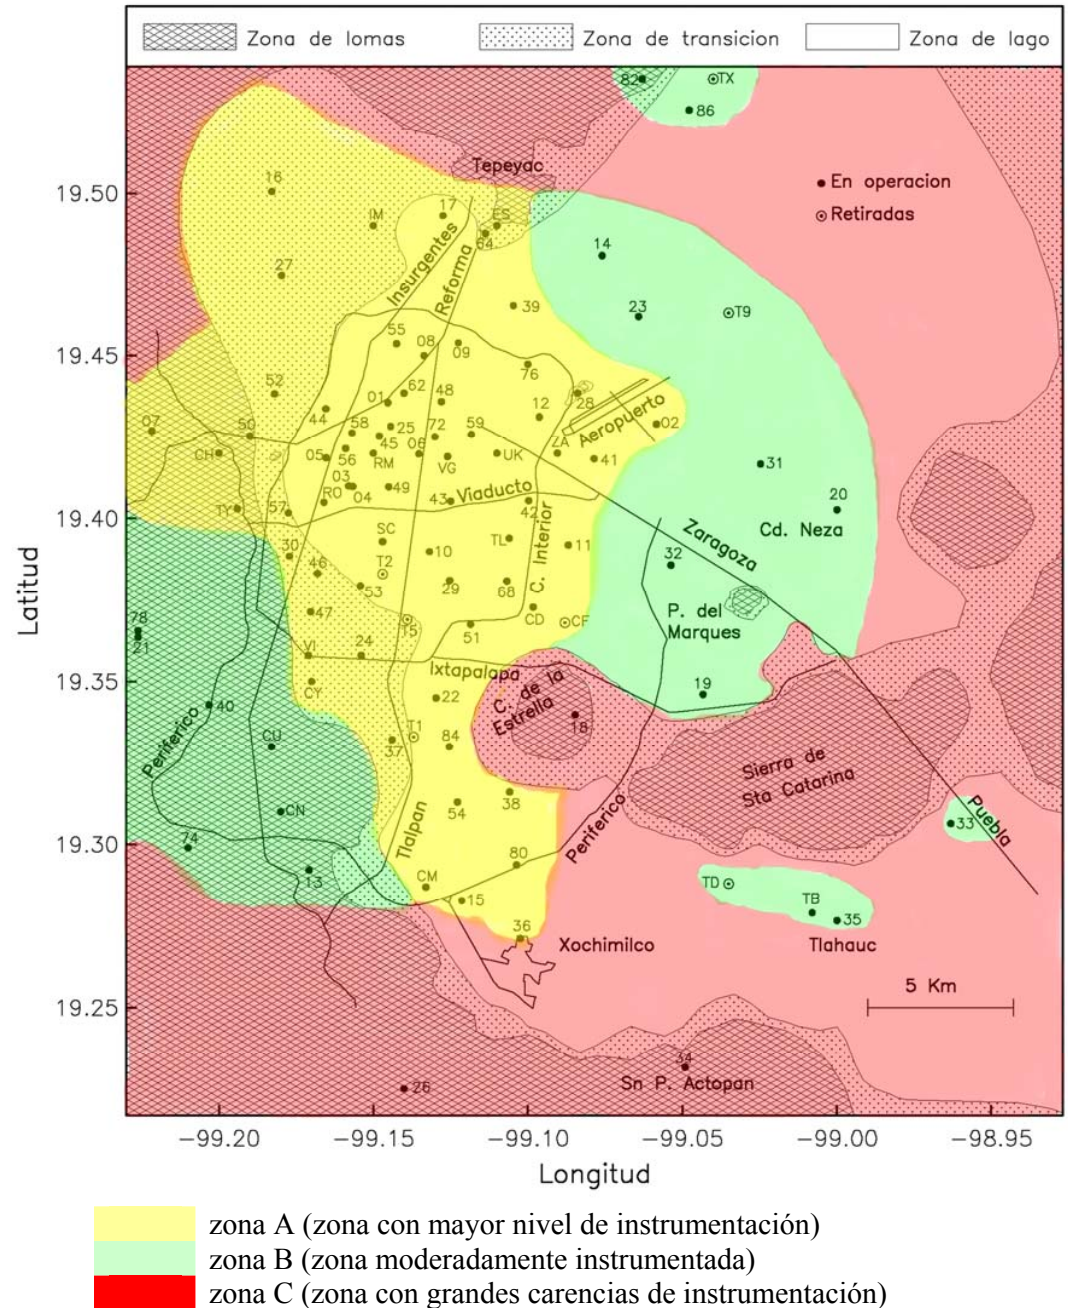 Zona de lomas
Zona de transicion
Zona de lago
82
TX
86
Tepeyac
En operacion
Retiradas
16
IM
17
ES
64
14
27
Insurgentes
Reforma
39
23
T9
55
08
09
76
52
62
01
48
12
28
Aeropuerto
02
44
07
50
58
25
72
59
45
06
CH
05
56
RM
VG
UK
ZA
41
31
03
04
49
RO
43
Viaducto
42
20
TY
57
Cd. Neza
Zaragoza
SC
TL
C. Interior
30
T2
10
11
32
46
53
29
68
47
CD
CF
P. del
Marques
78
21
T5
51
VI
24
Ixtapalapa
CY
22
C. de la
Estrella
19
40
T1
18
Periferico
CU
37
84
Sierra de
Sta Catarina
CN
54
38
Periferico
Puebla
33
74
Tlalpan
80
13
CM
15
TD
TB
35
36
Xochimilco
Tlahauc
5 Km
34
Sn P. Actopan
26
19.50
19.45
19.40
19.35
19.30
19.25
Latitud
−99.20
−99.15
−99.10
−99.05
−99.00
−98.95
Longitud
zona A (zona con mayor nivel de instrumentación)
zona B (zona moderadamente instrumentada)
zona C (zona con grandes carencias de instrumentación)